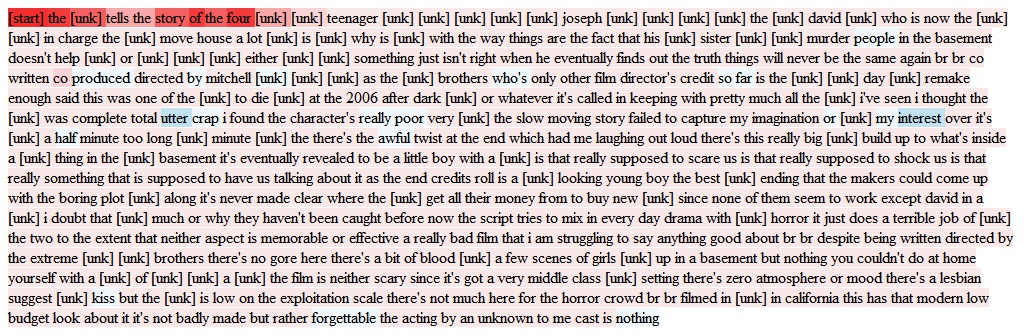 [start] the [unk] tells the story of the four [unk] [unk] teenager [unk] [unk] [unk] [unk] [unk] joseph [unk] [unk] [unk] [unk] the [unk] david [unk] who is now the [unk]
[unk] in charge the [unk] move house a lot [unk] is [unk] why is [unk] with the way things are the fact that his [unk] sister [unk] [unk] murder people in the basement
doesn't help [unk] or [unk] [unk] [unk] either [unk] [unk] something just isn't right when he eventually finds out the truth things will never be the same again br br co
written co produced directed by mitchell [unk] [unk] [unk] as the [unk] brothers who's only other film director's credit so far is the [unk] [unk] day [unk] remake
enough said this was one of the [unk] to die [unk] at the 2006 after dark [unk] or whatever it's called in keeping with pretty much all the [unk] i've seen i thought the
[unk] was complete total utter crap i found the character's really poor very [unk] the slow moving story failed to capture my imagination or [unk] my interest over it's
[unk] a half minute too long [unk] minute [unk] the there's the awful twist at the end which had me laughing out loud there's this really big [unk] build up to what's inside
a [unk] thing in the [unk] basement it's eventually revealed to be a little boy with a [unk] is that really supposed to scare us is that really supposed to shock us is that
really something that is supposed to have us talking about it as the end credits roll is a [unk] looking young boy the best [unk] ending that the makers could come up
with the boring plot [unk] along it's never made clear where the [unk] get all their money from to buy new [unk] since none of them seem to work except david in a
[unk] i doubt that [unk] much or why they haven't been caught before now the script tries to mix in every day drama with [unk] horror it just does a terrible job of [unk]
the two to the extent that neither aspect is memorable or effective a really bad film that i am struggling to say anything good about br br despite being written directed by
the extreme [unk] brothers there's no gore here there's a bit of blood [unk] a few scenes of girls [unk] up in a basement but nothing you couldn't do at home
yourself with a [unk] of [unk] [unk] a [unk] the film is neither scary since it's got a very middle class [unk] setting there's zero atmosphere or mood there's a lesbian
suggest [unk] kiss but the [unk] is low on the exploitation scale there's not much here for the horror crowd br br filmed in [unk] in california this has that modern low
budget look about it it's not badly made but rather forgettable the acting by an unknown to me cast is nothing